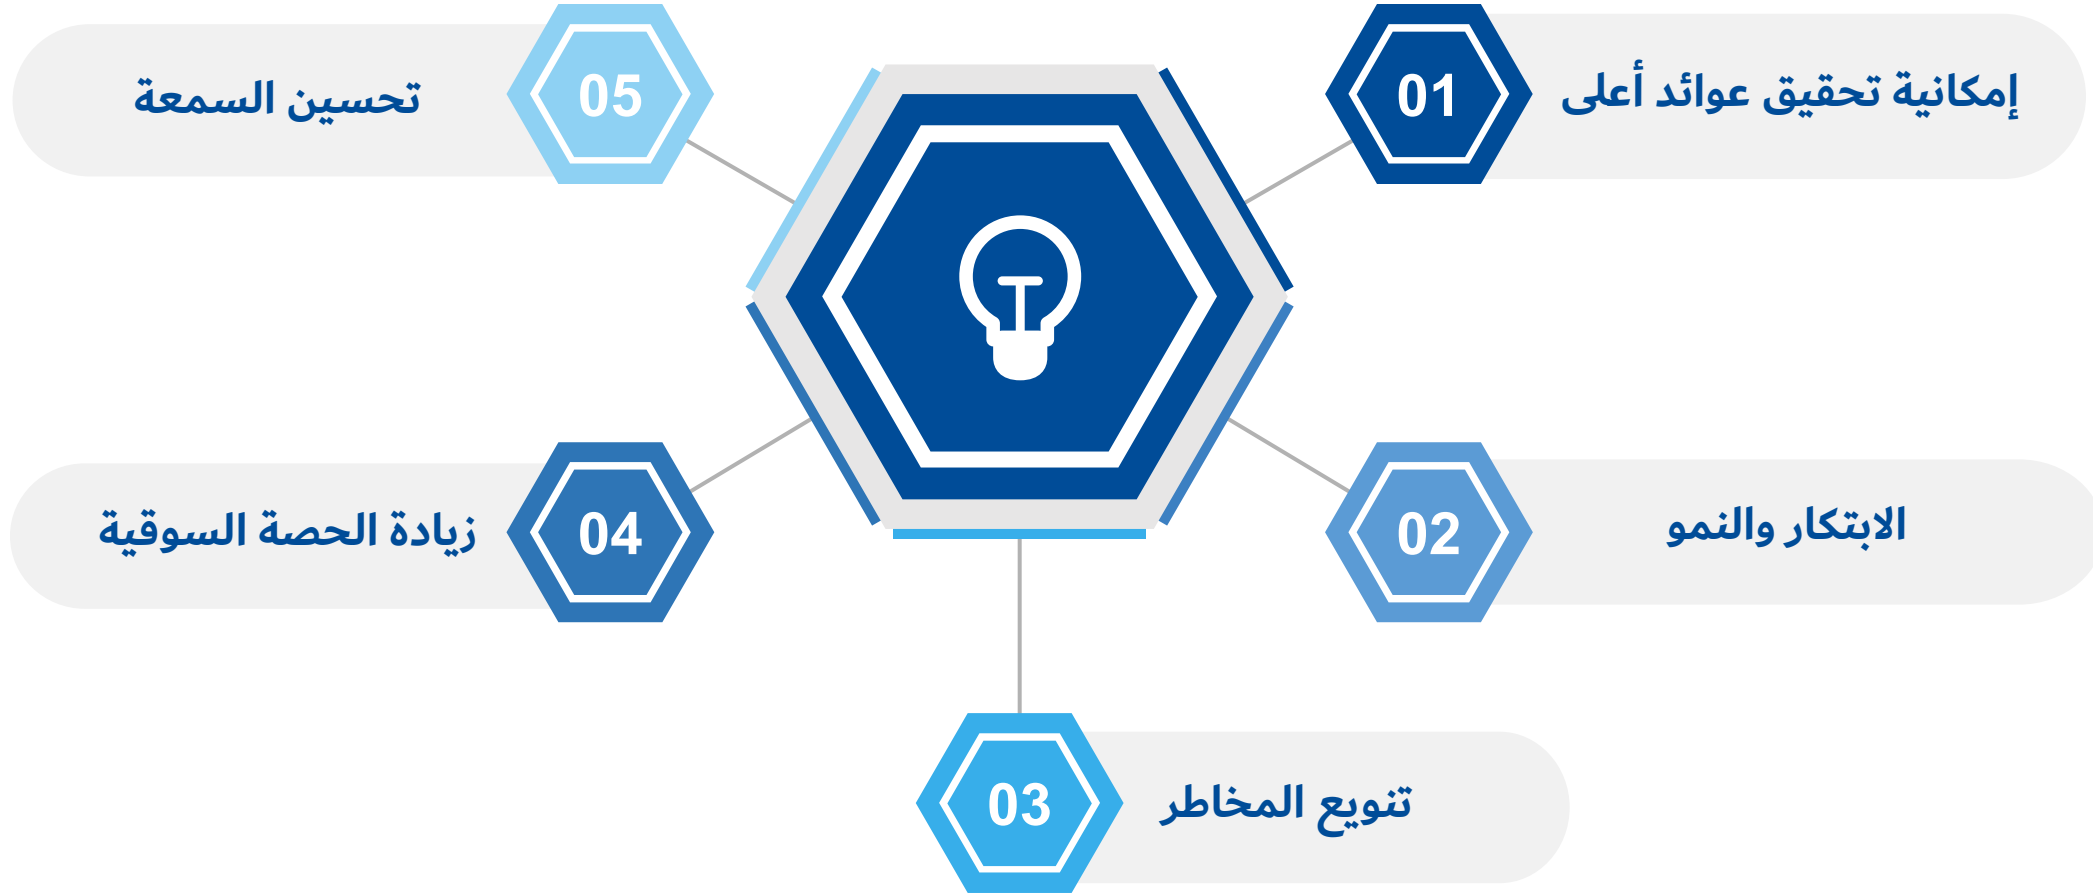 01
إمكانية تحقيق عوائد أعلى
02
الابتكار والنمو
03
تنويع المخاطر
04
زيادة الحصة السوقية
05
تحسين السمعة